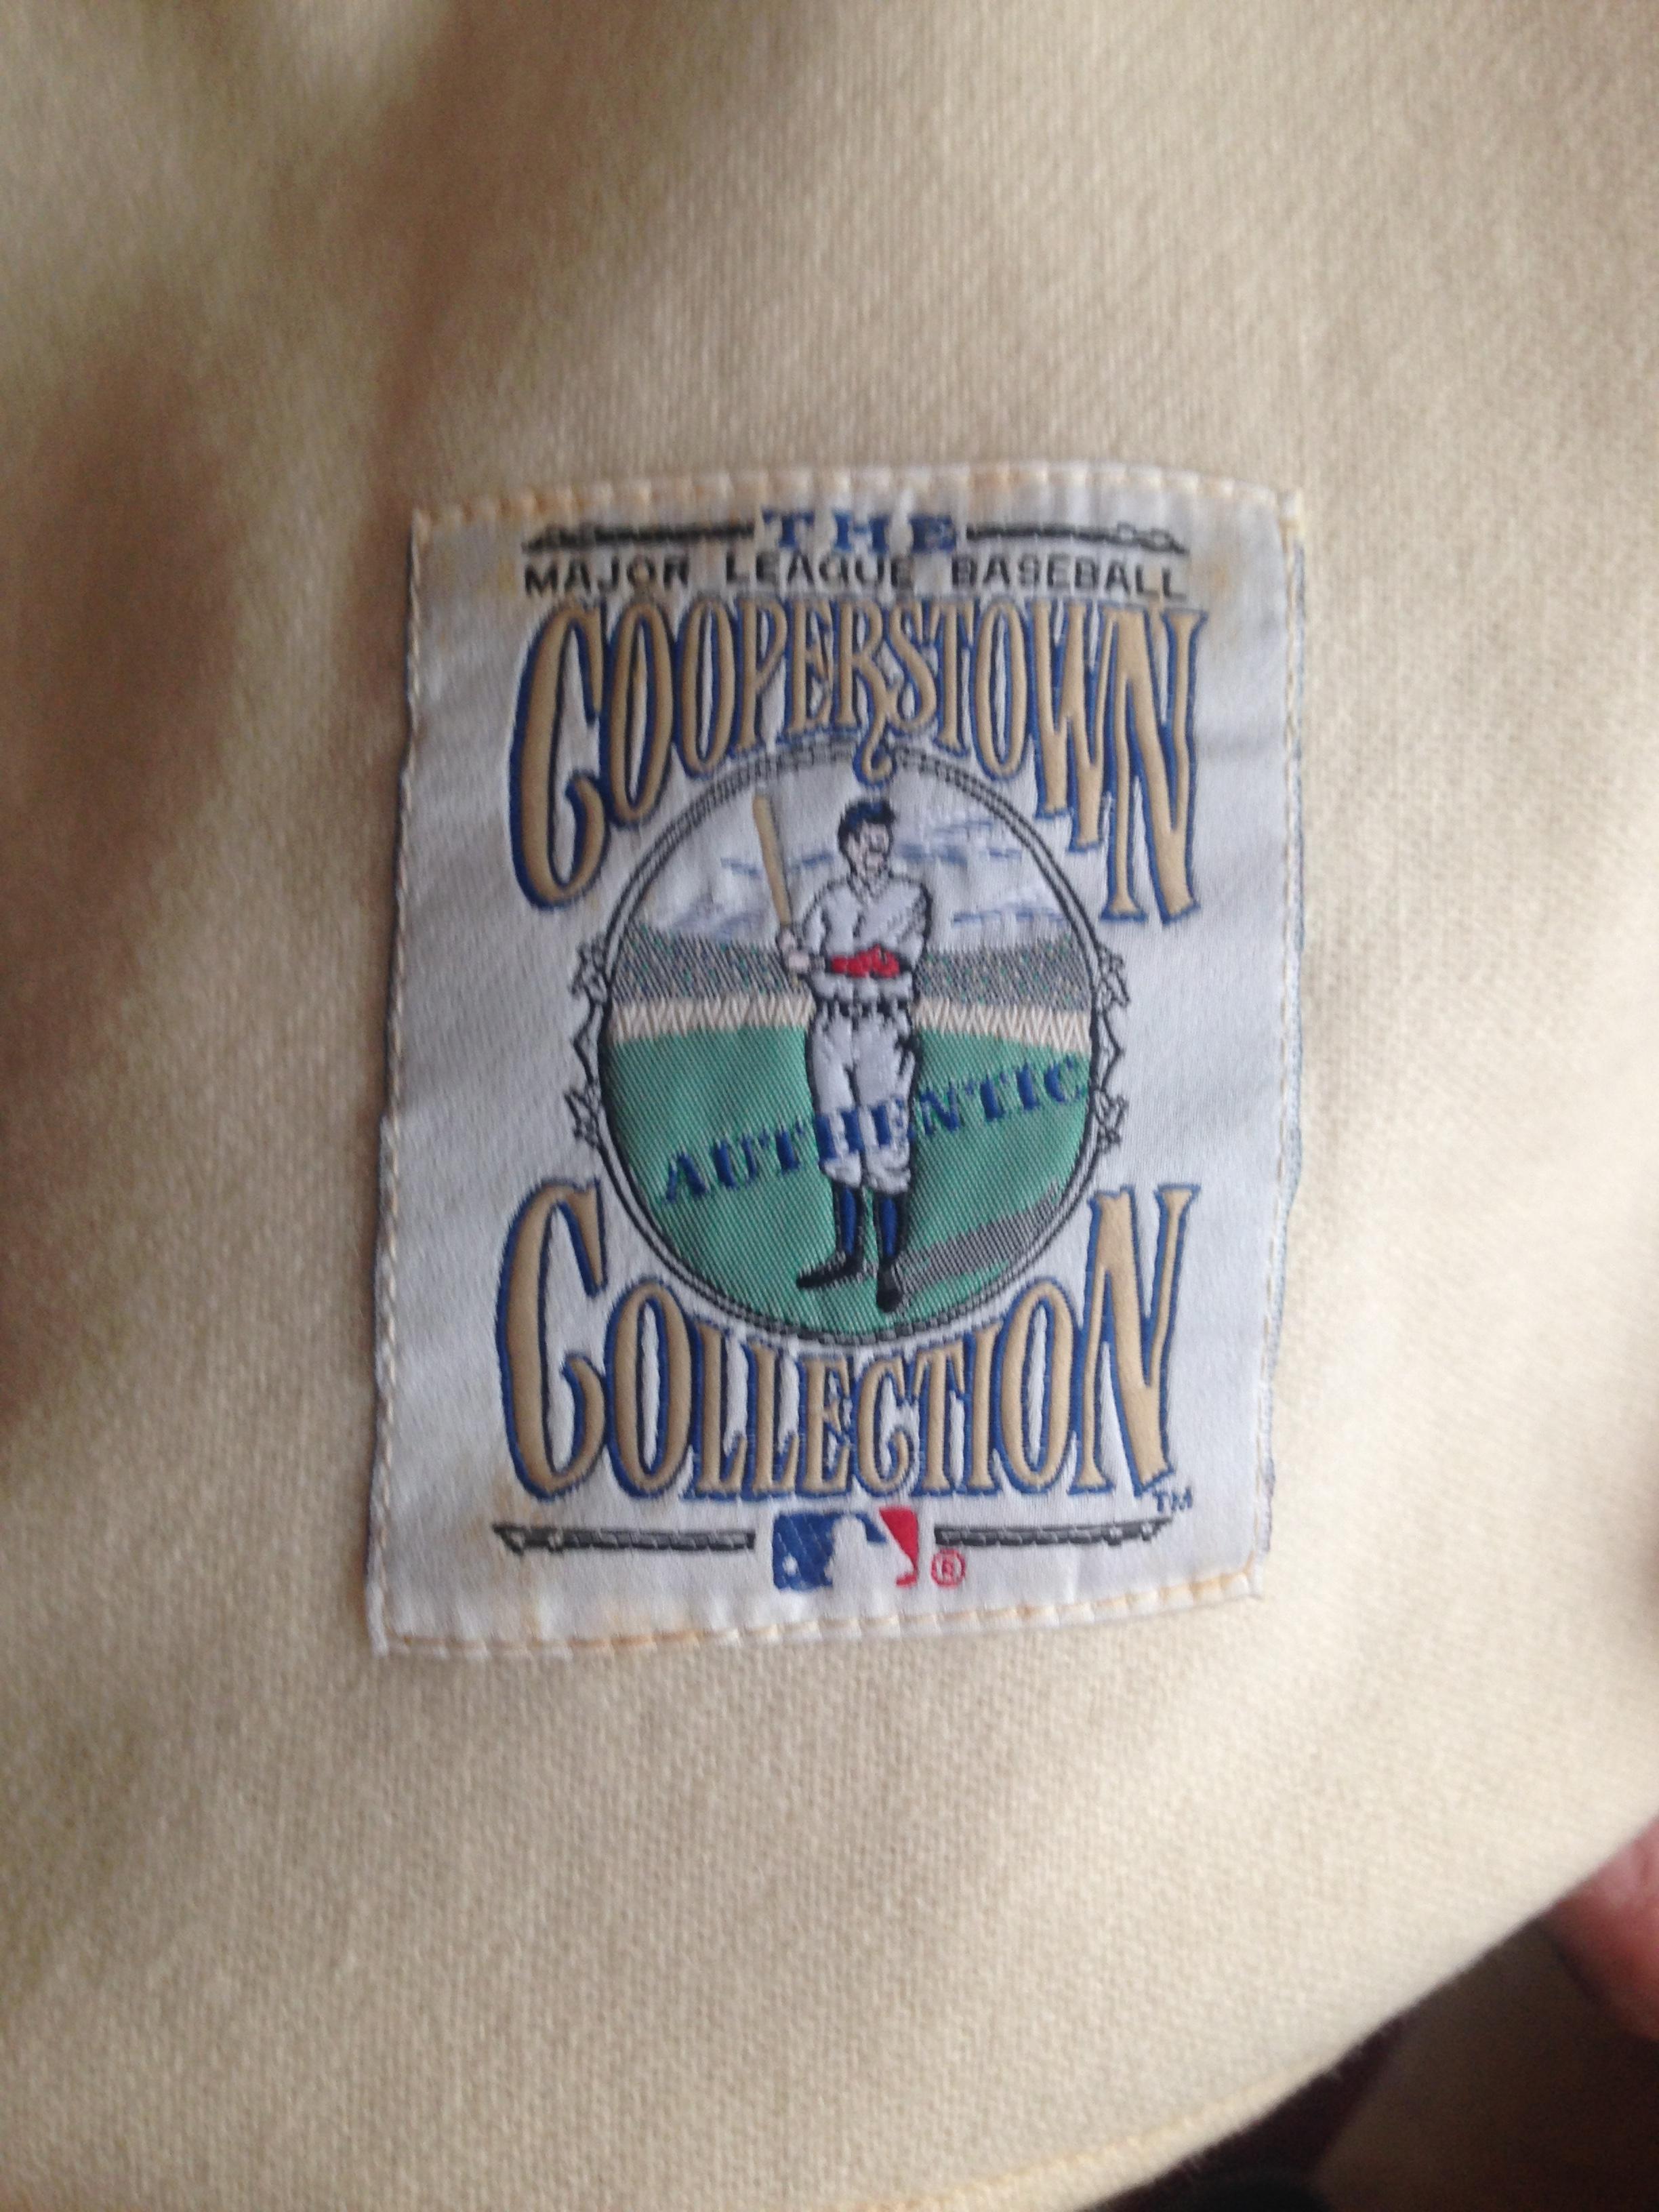 THE
MAJOR LEAGUE BASEBALL
COOPERSTOWN
AUTHENTIC
COLLECTION
TM
®